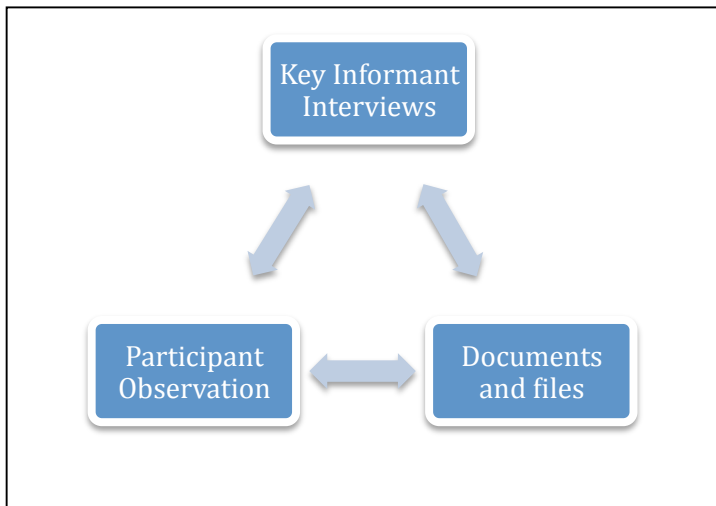 Key Informant
Interviews
Participant
Observation
Documents
and files